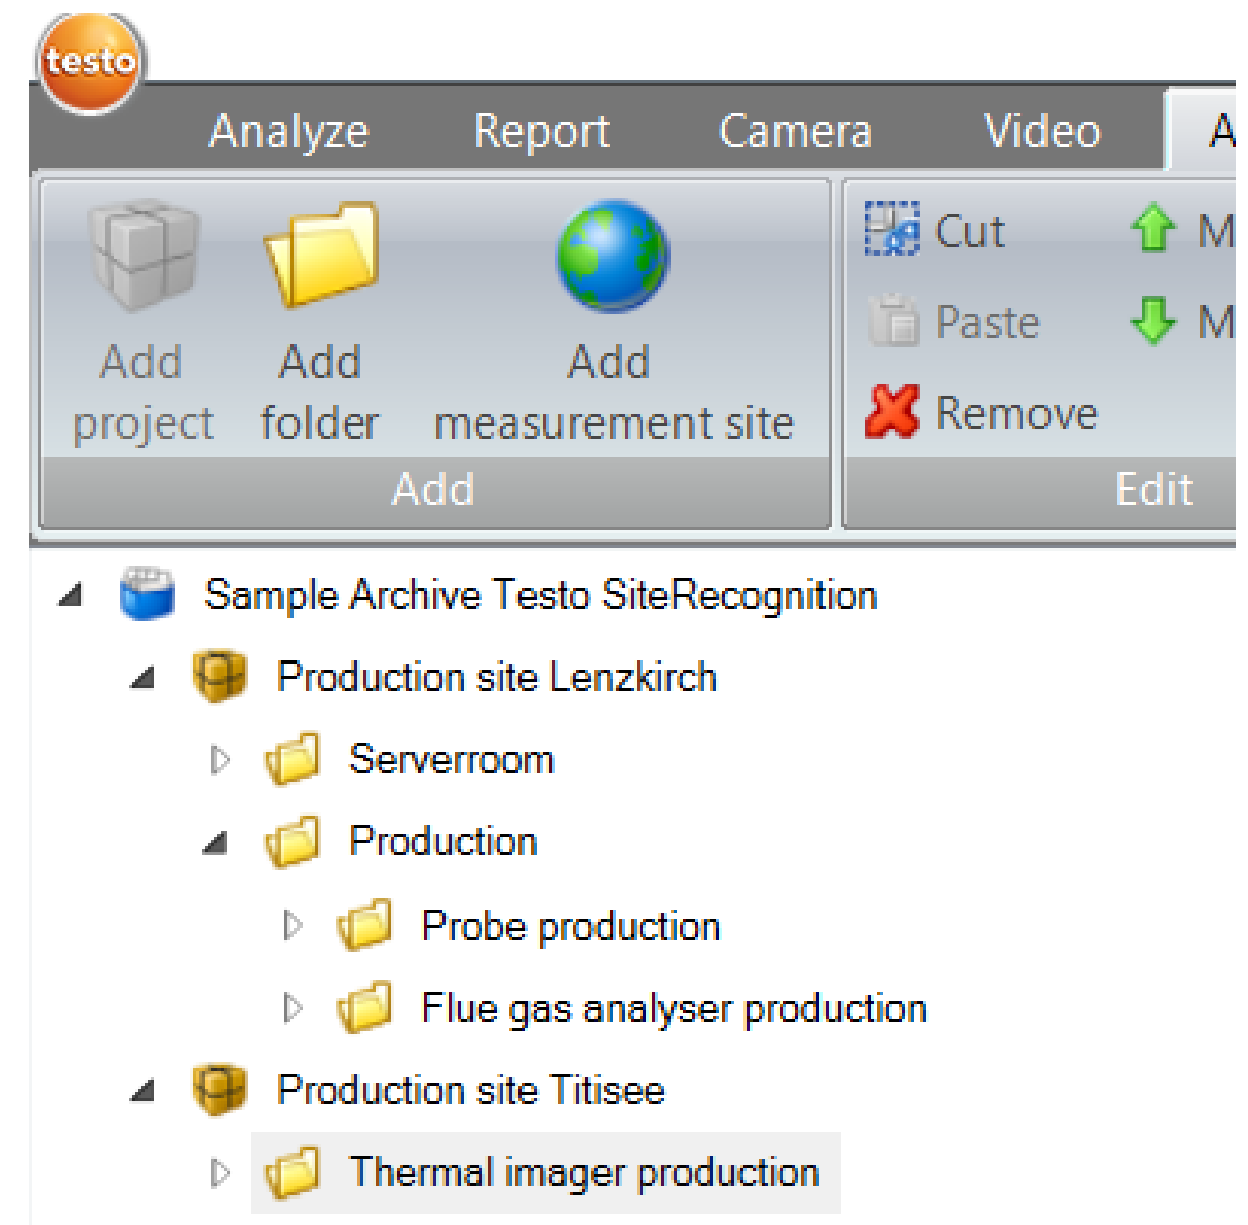 testo
Analyze Report Camera Video A
Add project
Add folder
Add measurement site
Add
Cut
Paste
Remove
M
M
Edit
Sample Archive Testo SiteRecognition
Production site Lenzkirch
Serverroom
Production
Probe production
Flue gas analyser production
Production site Titisee
Thermal imager production